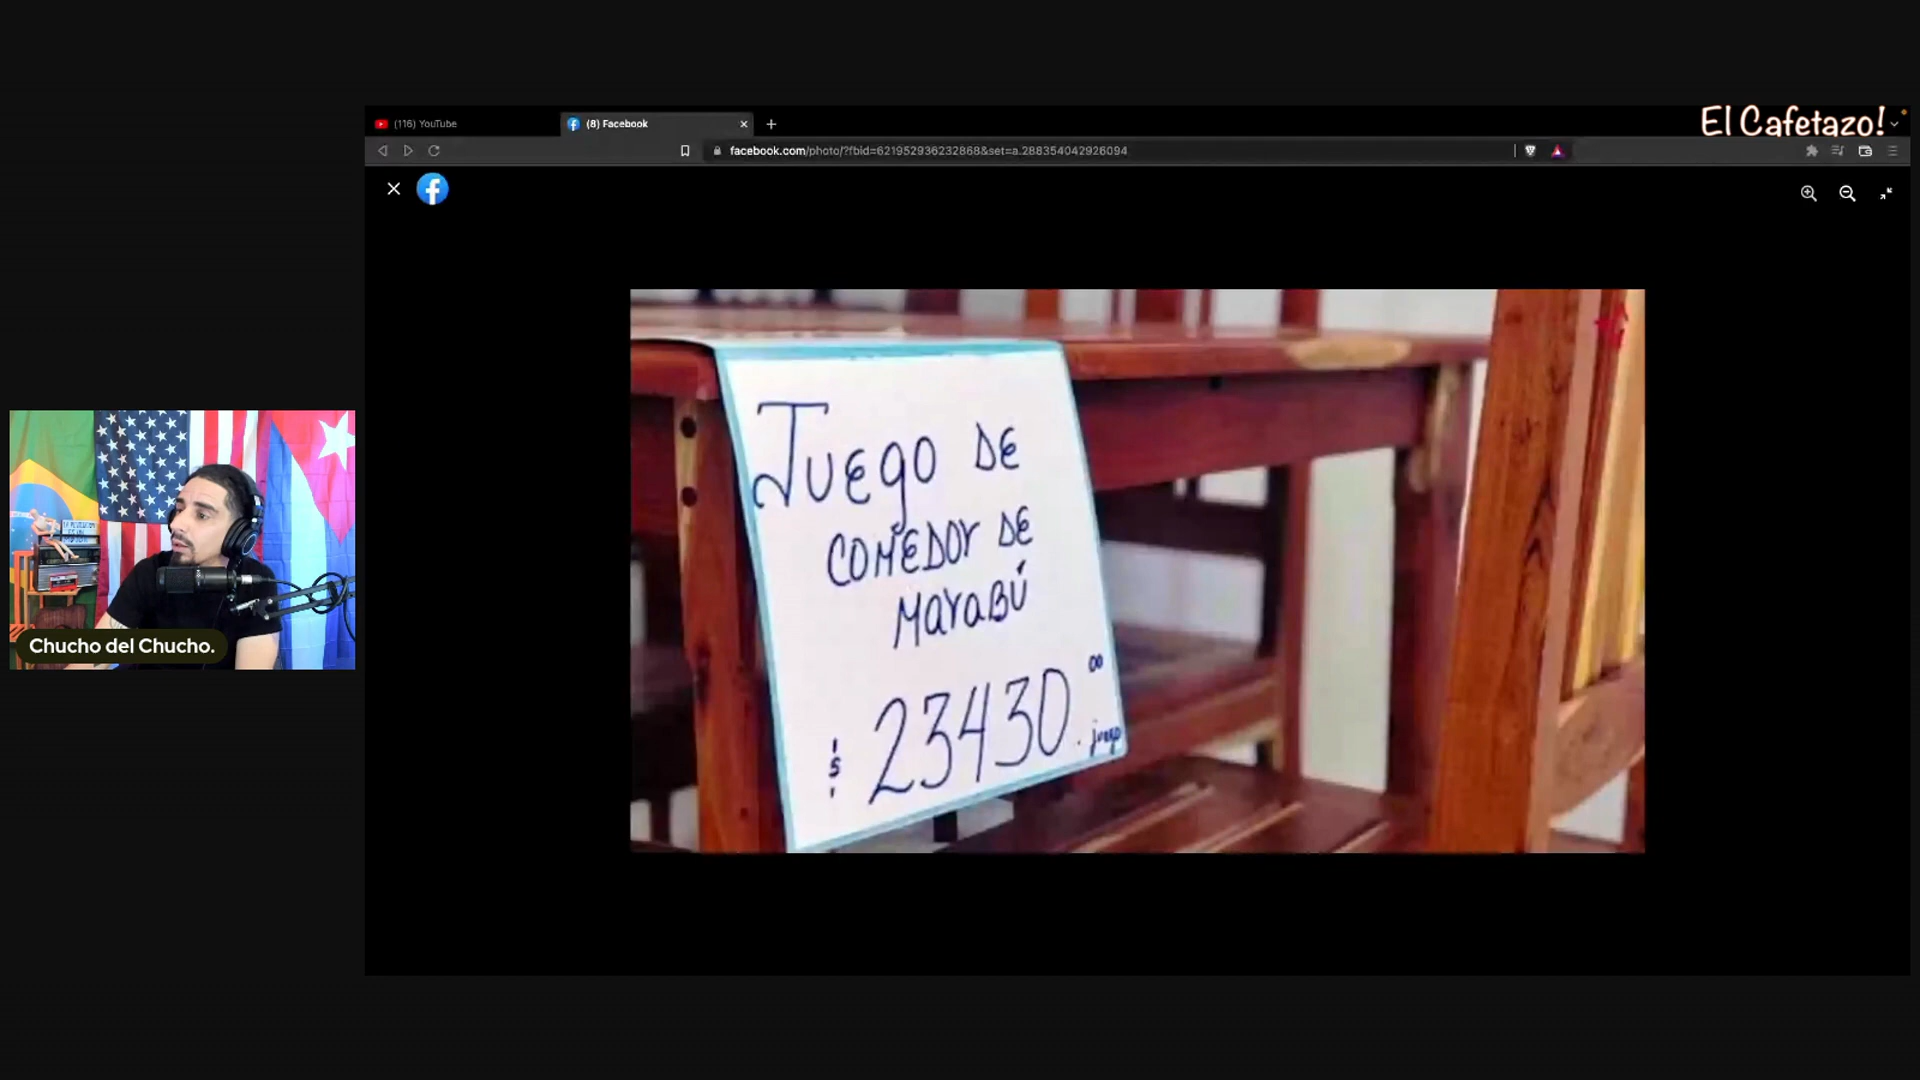 El Cafetazo!
(116) YouTube
(8) Facebook
facebook.com/photo/?fbid=621952936232868&set=a.288354042926094
Juego de
comedor de
marabú
$ 23430.00 juego
Chucho del Chucho.